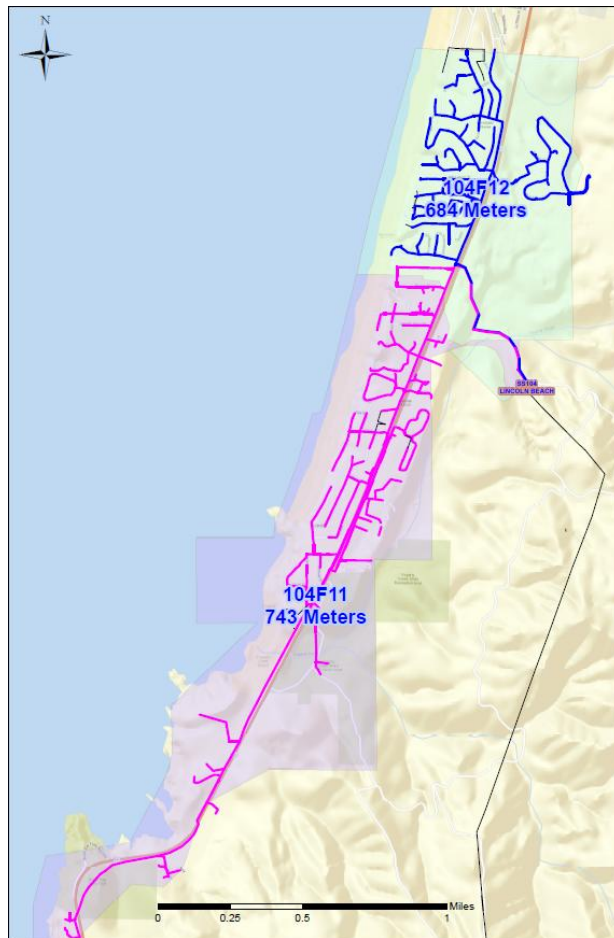 N
104F12
684 Meters
SS104
LINCOLN BEACH
104F11
743 Meters
Miles
0 0.25 0.5 1